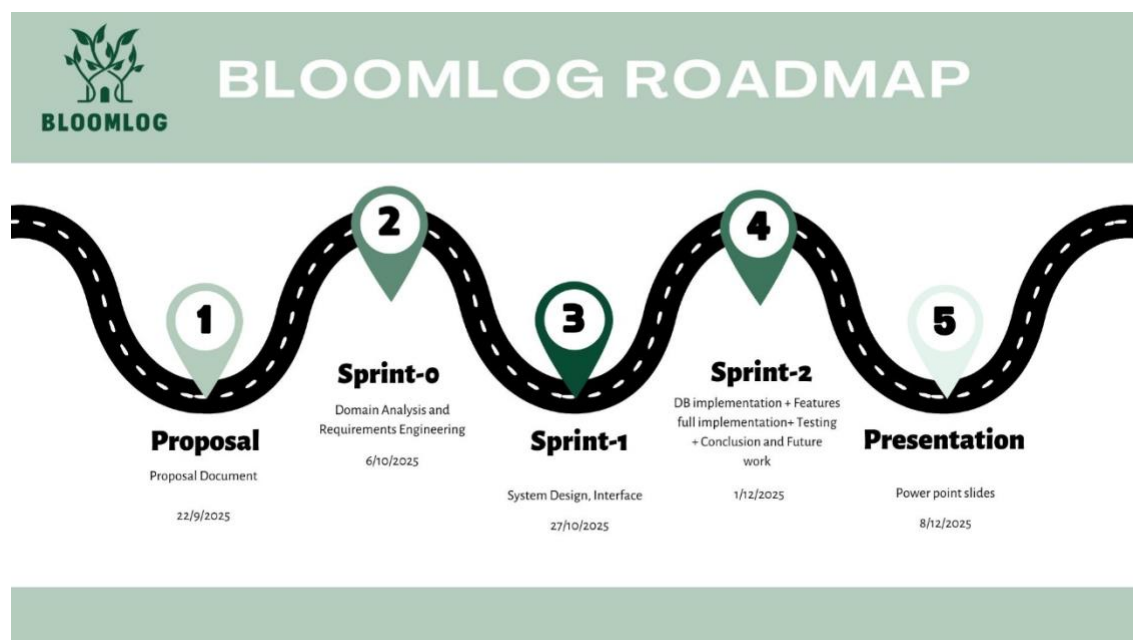 BLOOMLOG
BLOOMLOG ROADMAP
1
Proposal
Proposal Document
22/9/2025
2
Sprint-0
Domain Analysis and
Requirements Engineering
6/10/2025
3
Sprint-1
System Design, Interface
27/10/2025
4
Sprint-2
DB implementation + Features
full implementation+ Testing
+ Conclusion and Future
work
1/12/2025
5
Presentation
Power point slides
8/12/2025